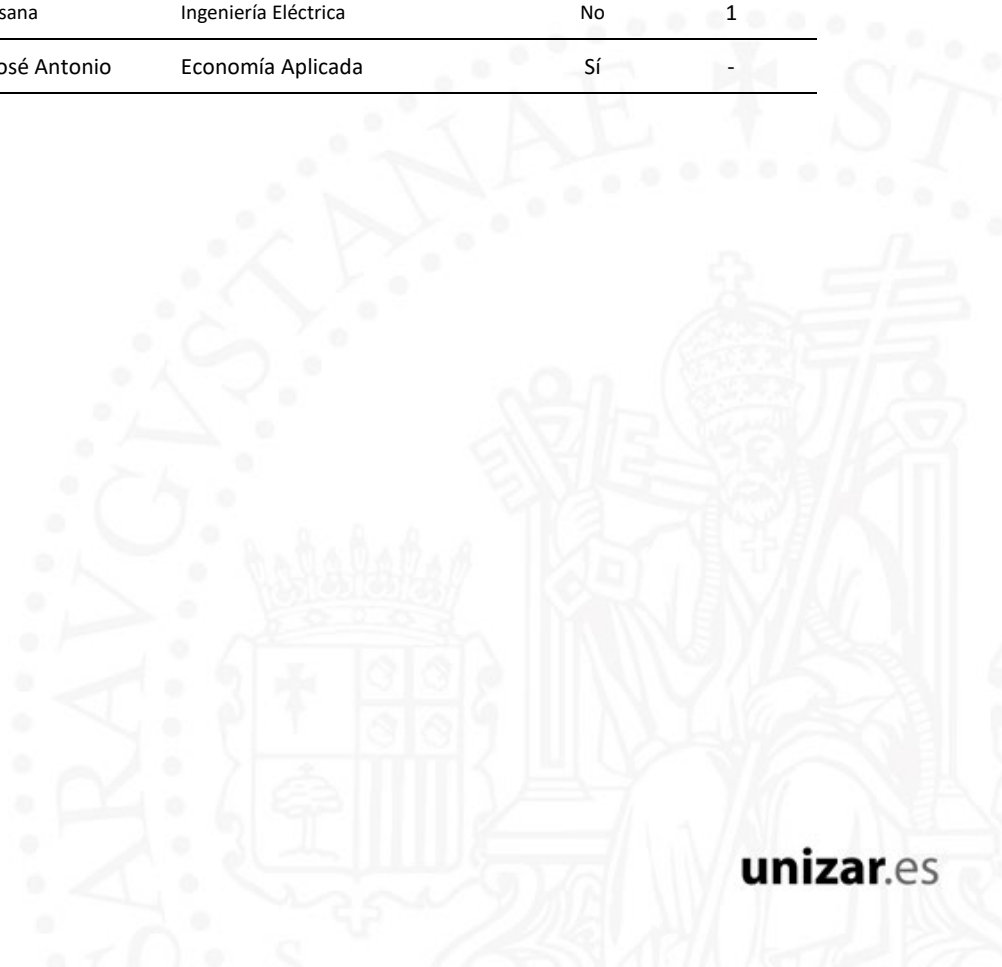 sana Ingeniería Eléctrica No 1
osé Antonio Economía Aplicada Sí -
unizar.es